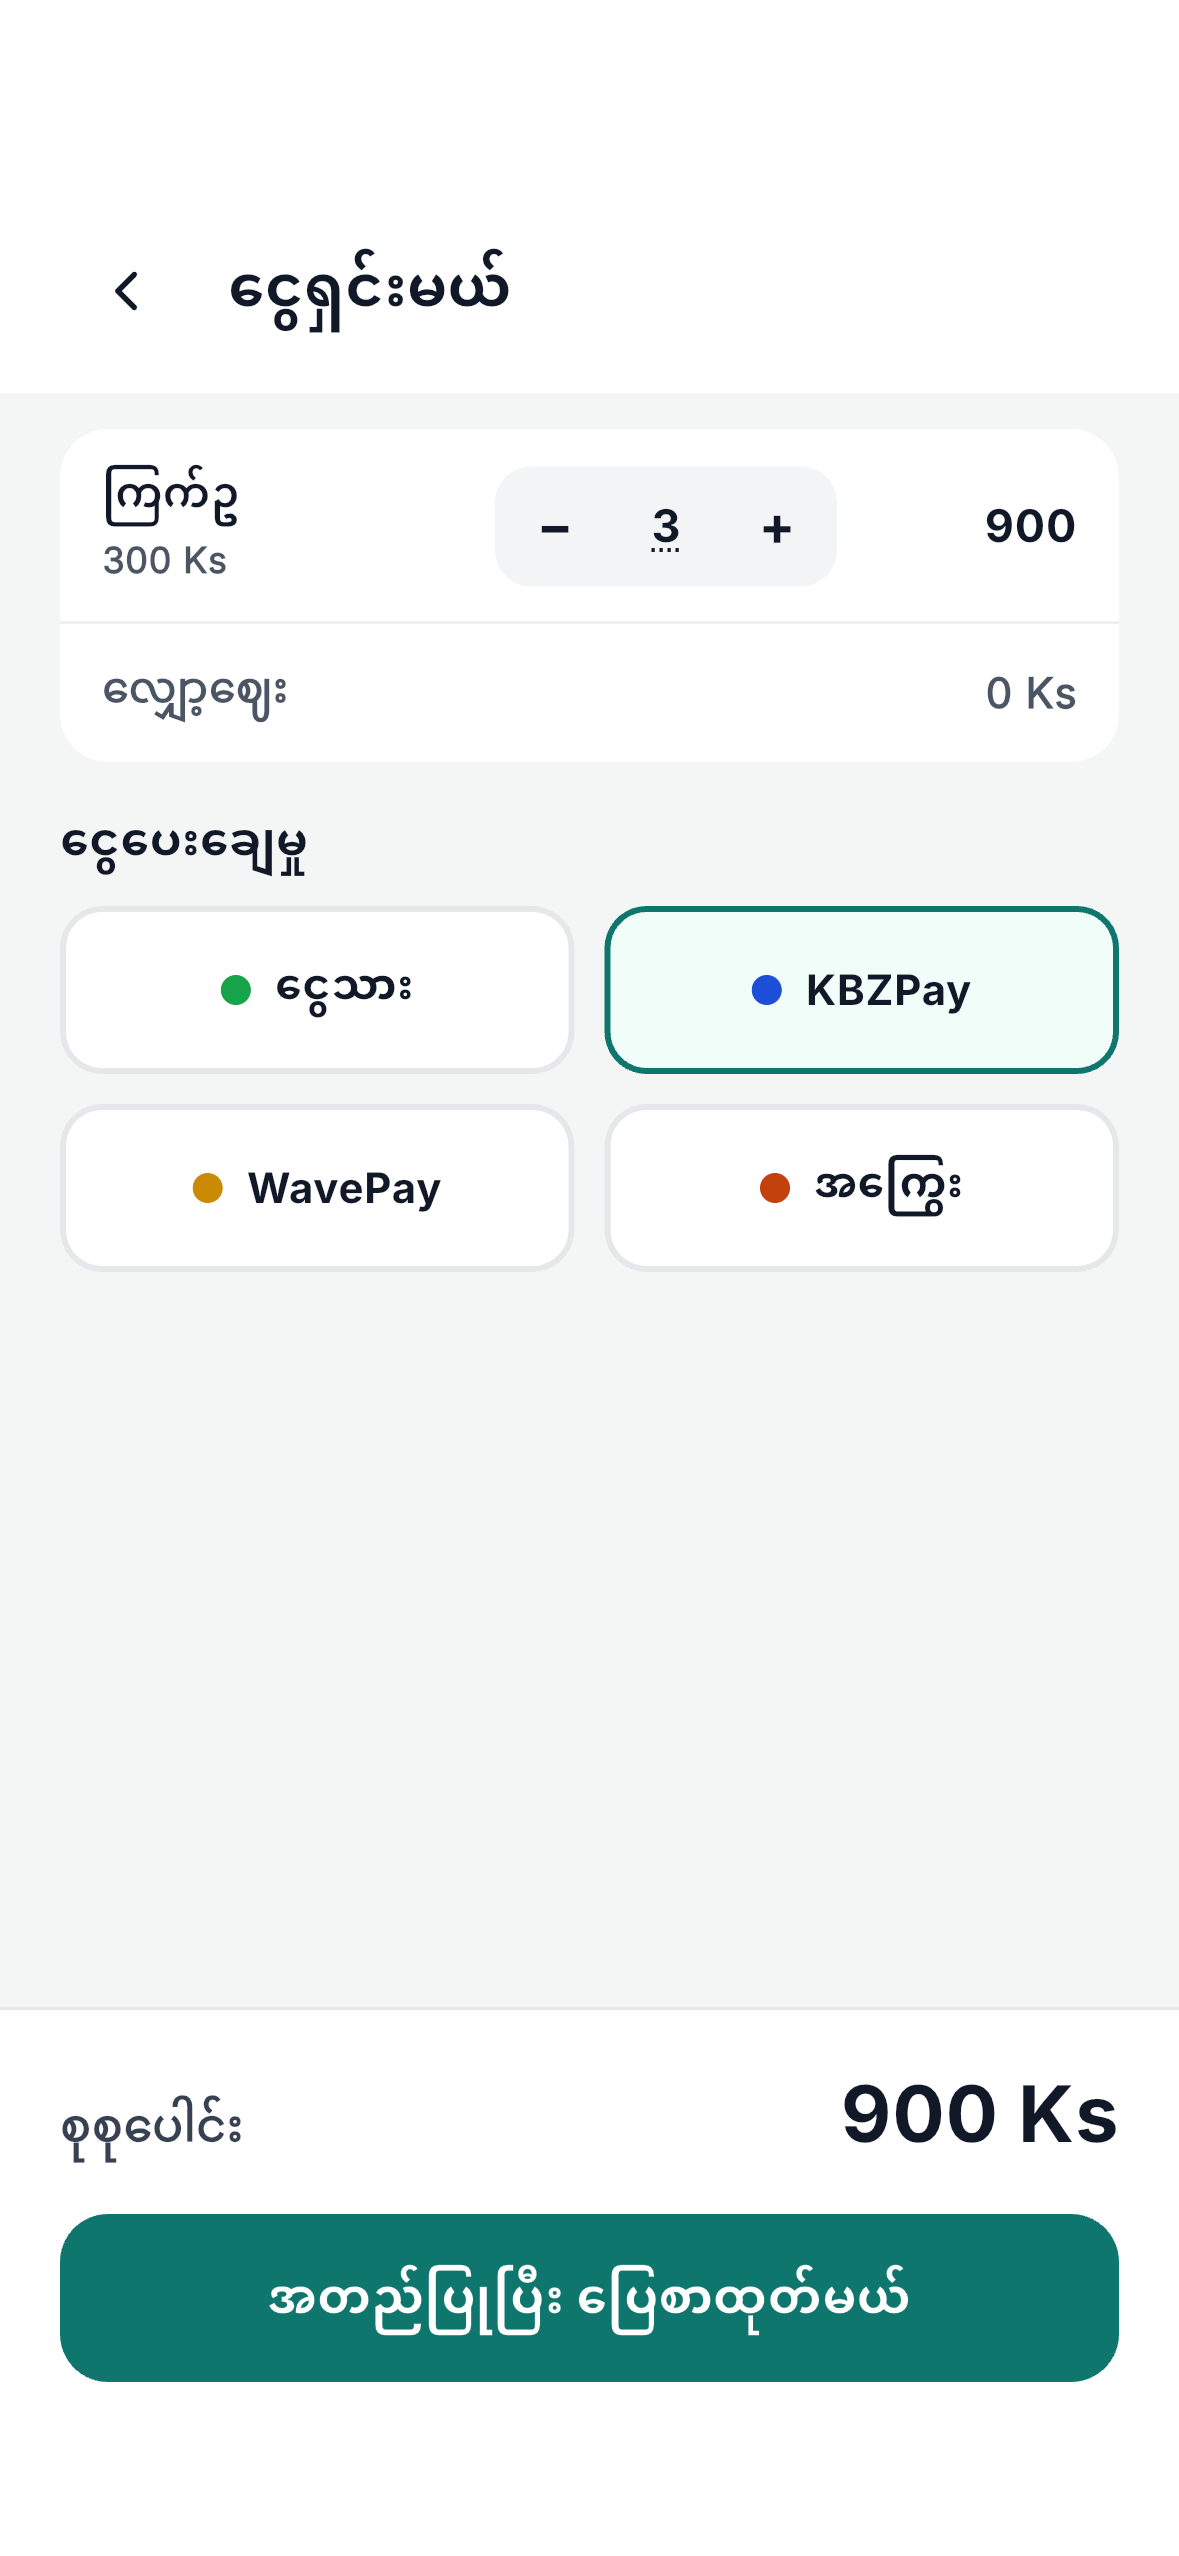 ငွေရှင်းမယ်
ကြက်ဥ
300 Ks
− 3 +
900
လျှော့ဈေး
0 Ks
ငွေပေးချေမှု
ငွေသား
KBZPay
WavePay
အကြွေး
စုစုပေါင်း
900 Ks
အတည်ပြုပြီး ပြေစာထုတ်မယ်